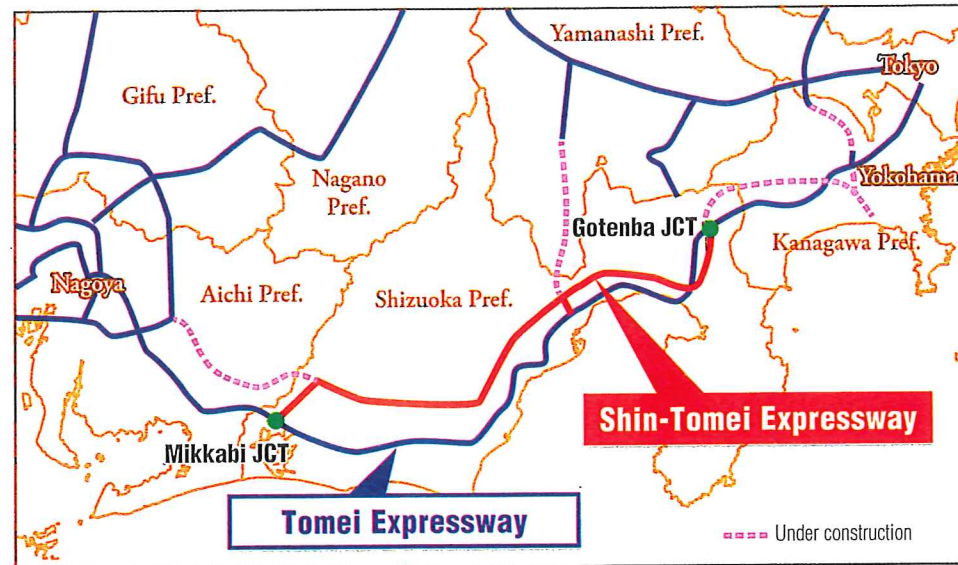 Yamanashi Pref.
Tokyo
Gifu Pref.
Nagano
Pref.
Yokohama
Gotenba JCT
Kanagawa Pref.
Nagoya
Aichi Pref.
Shizuoka Pref.
Shin-Tomei Expressway
Mikkabi JCT
Tomei Expressway
Under construction